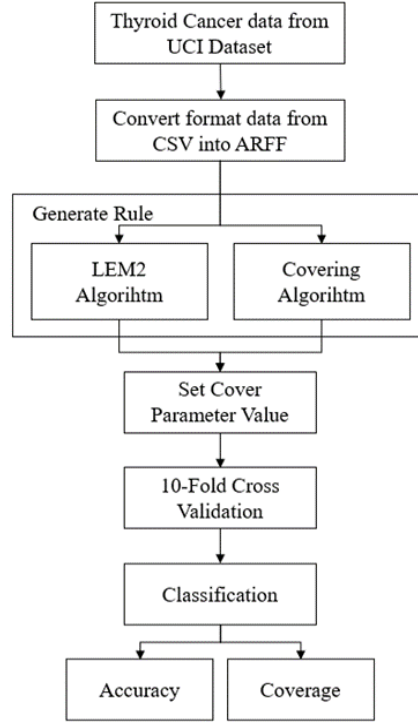 Thyroid Cancer data from
UCI Dataset
Convert format data from
CSV into ARFF
Generate Rule
LEM2
Algorihtm
Covering
Algorihtm
Set Cover
Parameter Value
10-Fold Cross
Validation
Classification
Accuracy
Coverage